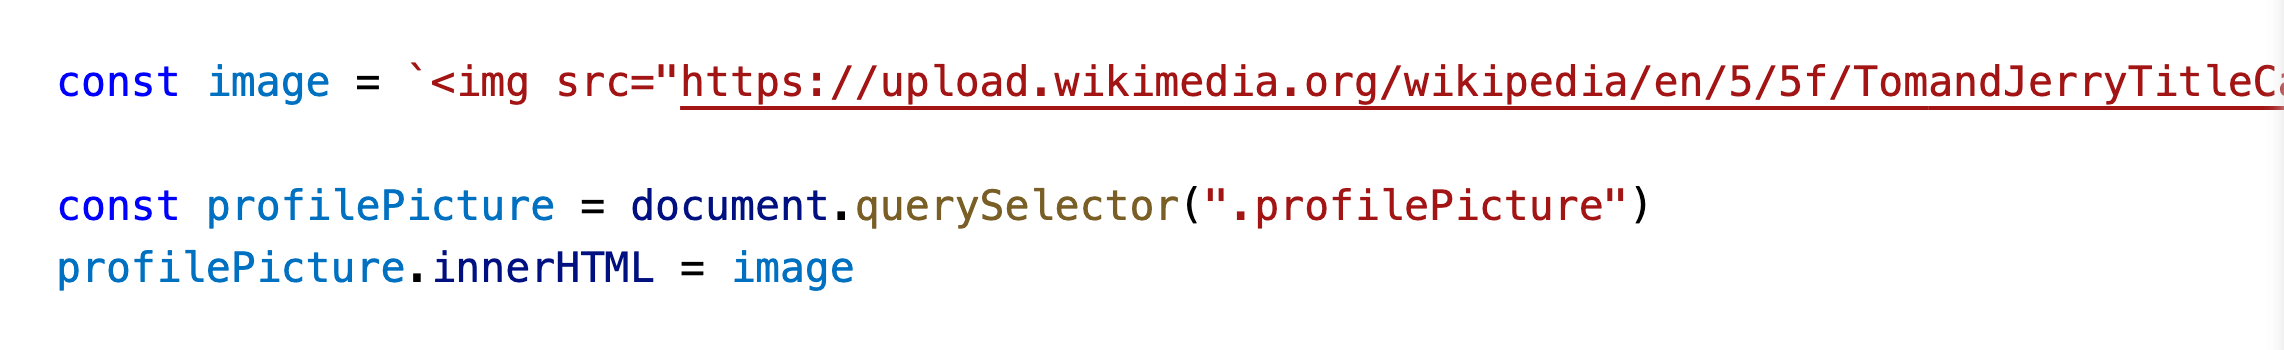 const image = `<img src="https://upload.wikimedia.org/wikipedia/en/5/5f/TomandJerryTitleC
const profilePicture = document.querySelector(".profilePicture")
profilePicture.innerHTML = image